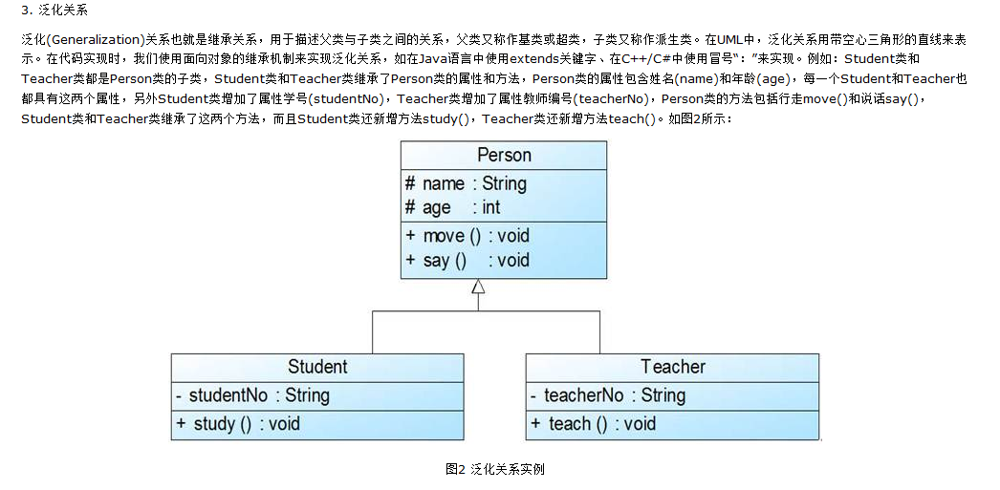 3. 泛化关系
泛化(Generalization)关系也就是继承关系，用于描述父类与子类之间的关系，父类又称作基类或超类，子类又称作派生类。在UML中，泛化关系用带空心三角形的直线来表
示。在代码实现时，我们使用面向对象的继承机制来实现泛化关系，如在Java语言中使用extends关键字、在C++/C#中使用冒号“：”来实现。例如：Student类和
Teacher类都是Person类的子类，Student类和Teacher类继承了Person类的属性和方法，Person类的属性包含姓名(name)和年龄(age)，每一个Student和Teacher也
都具有这两个属性，另外Student类增加了属性学号(studentNo)，Teacher类增加了属性教师编号(teacherNo)，Person类的方法包括行走move()和说话say()，
Student类和Teacher类继承了这两个方法，而且Student类还新增方法study()，Teacher类还新增方法teach()。如图2所示：
Person
# name : String
# age : int
+ move () : void
+ say () : void
Student
- studentNo : String
+ study () : void
Teacher
- teacherNo : String
+ teach () : void
图2 泛化关系实例